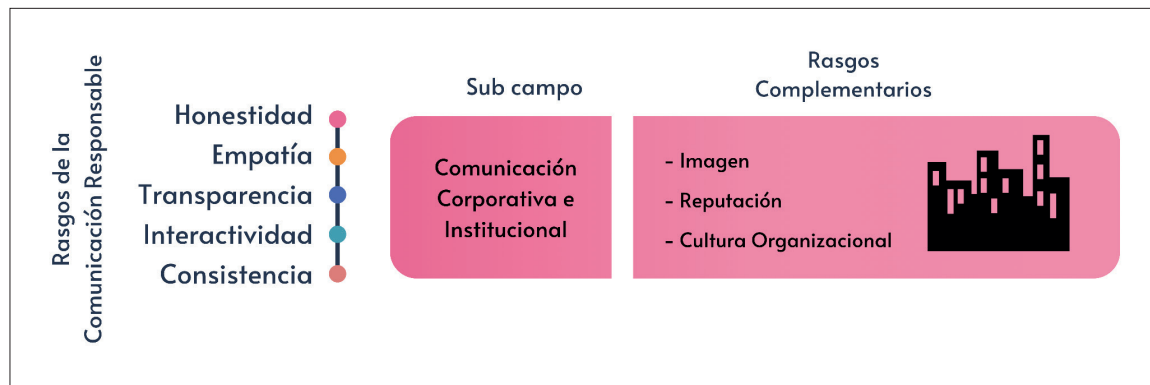 Rasgos de la
Comunicación Responsable
Honestidad
Empatía
Transparencia
Interactividad
Consistencia
Sub campo
Comunicación
Corporativa e
Institucional
Rasgos
Complementarios
- Imagen
- Reputación
- Cultura Organizacional